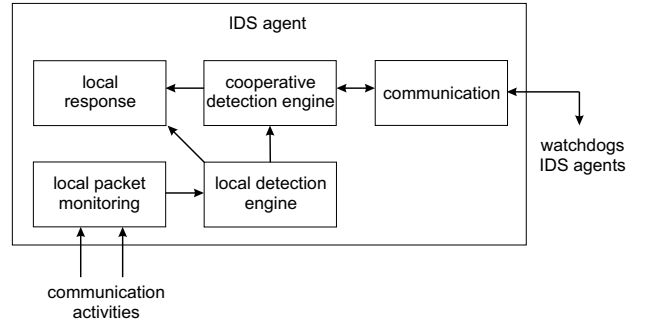 IDS agent
local
response
cooperative
detection engine
communication
watchdogs
IDS agents
local packet
monitoring
local detection
engine
communication
activities